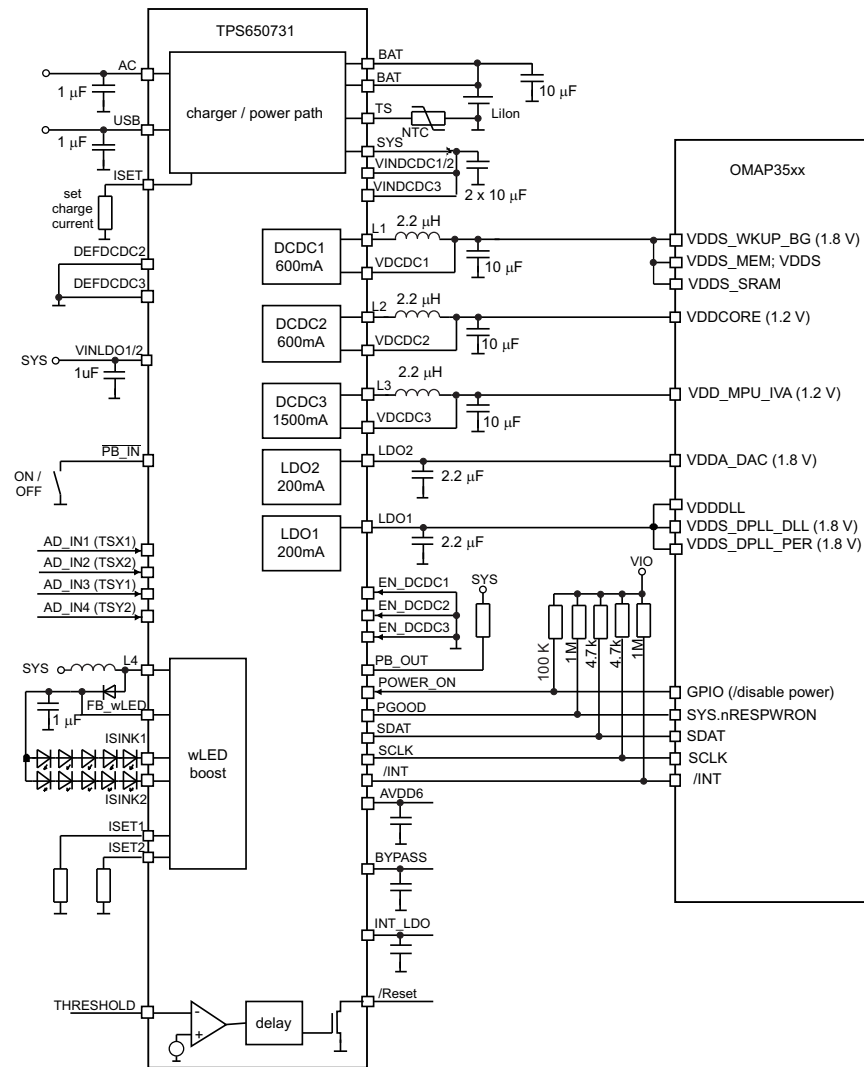 TPS650731
AC
1 μF
USB
1 μF
ISET
set
charge
current
charger / power path
BAT
BAT
10 μF
LiIon
TS
NTC
SYS
VINDCDC1/2
VINDCDC3
2 x 10 μF
OMAP35xx
DEFDCDC2
DEFDCDC3
DCDC1
600mA
L1
2.2 μH
VDCDC1
10 μF
VDDS_WKUP_BG (1.8 V)
VDDS_MEM; VDDS
VDDS_SRAM
DCDC2
600mA
L2
2.2 μH
VDCDC2
10 μF
VDDCORE (1.2 V)
SYS
VINLDO1/2
1uF
DCDC3
1500mA
L3
2.2 μH
VDCDC3
10 μF
VDD_MPU_IVA (1.2 V)
PB_IN
ON /
OFF
LDO2
200mA
LDO2
2.2 μF
VDDA_DAC (1.8 V)
LDO1
200mA
LDO1
2.2 μF
VDDDLL
VDDS_DPLL_DLL (1.8 V)
VDDS_DPLL_PER (1.8 V)
AD_IN1 (TSX1)
AD_IN2 (TSX2)
AD_IN3 (TSY1)
AD_IN4 (TSY2)
EN_DCDC1
EN_DCDC2
EN_DCDC3
SYS
VIO
100 K
1M
4.7k
4.7k
1M
PB_OUT
POWER_ON
GPIO (/disable power)
PGOOD
SYS.nRESPWRON
SDAT
SDAT
SCLK
SCLK
/INT
/INT
SYS
L4
FB_wLED
1 μF
ISINK1
ISINK2
wLED
boost
ISET1
ISET2
AVDD6
BYPASS
INT_LDO
THRESHOLD
-
+
delay
/Reset